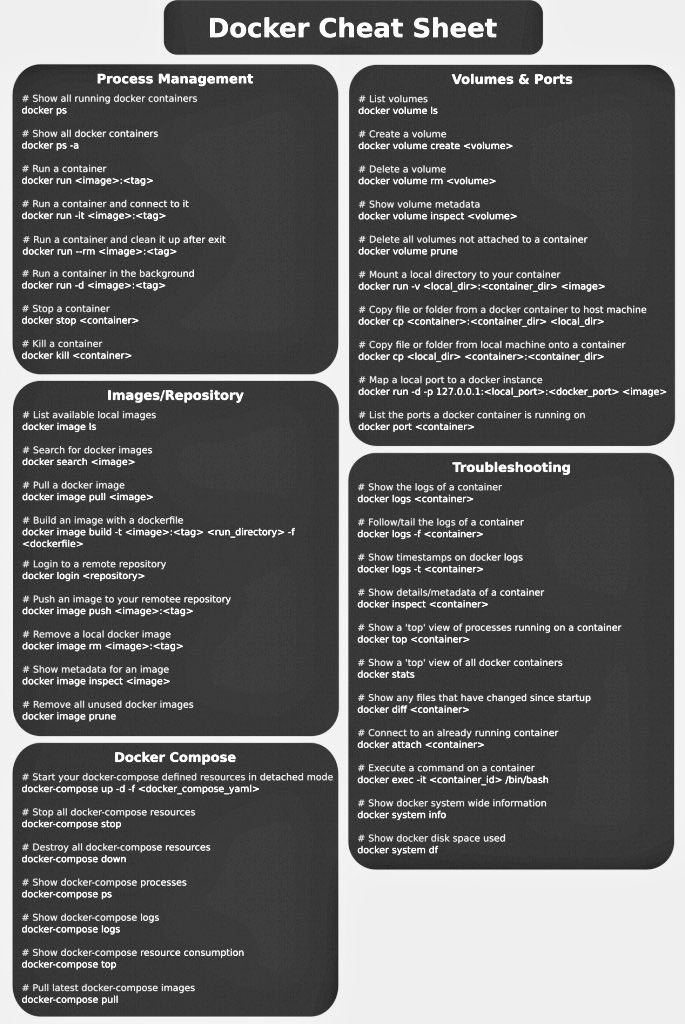 Docker Cheat Sheet
Process Management
# Show all running docker containers
docker ps
# Show all docker containers
docker ps -a
# Run a container
docker run <image>:<tag>
# Run a container and connect to it
docker run -it <image>:<tag>
# Run a container and clean it up after exit
docker run --rm <image>:<tag>
# Run a container in the background
docker run -d <image>:<tag>
# Stop a container
docker stop <container>
# Kill a container
docker kill <container>
Images/Repository
# List available local images
docker image ls
# Search for docker images
docker search <image>
# Pull a docker image
docker image pull <image>
# Build an image with a dockerfile
docker image build -t <image>:<tag> <run_directory> -f
<dockerfile>
# Login to a remote repository
docker login <repository>
# Push an image to your remotee repository
docker image push <image>:<tag>
# Remove a local docker image
docker image rm <image>:<tag>
# Show metadata for an image
docker image inspect <image>
# Remove all unused docker images
docker image prune
Docker Compose
# Start your docker-compose defined resources in detached mode
docker-compose up -d -f <docker_compose_yaml>
# Stop all docker-compose resources
docker-compose stop
# Destroy all docker-compose resources
docker-compose down
# Show docker-compose processes
docker-compose ps
# Show docker-compose logs
docker-compose logs
# Show docker-compose resource consumption
docker-compose top
# Pull latest docker-compose images
docker-compose pull
Volumes & Ports
# List volumes
docker volume ls
# Create a volume
docker volume create <volume>
# Delete a volume
docker volume rm <volume>
# Show volume metadata
docker volume inspect <volume>
# Delete all volumes not attached to a container
docker volume prune
# Mount a local directory to your container
docker run -v <local_dir>:<container_dir> <image>
# Copy file or folder from a docker container to host machine
docker cp <container>:<container_dir> <local_dir>
# Copy file or folder from local machine onto a container
docker cp <local_dir> <container>:<container_dir>
# Map a local port to a docker instance
docker run -d -p 127.0.0.1:<local_port>:<docker_port> <image>
# List the ports a docker container is running on
docker port <container>
Troubleshooting
# Show the logs of a container
docker logs <container>
# Follow/tail the logs of a container
docker logs -f <container>
# Show timestamps on docker logs
docker logs -t <container>
# Show details/metadata of a container
docker inspect <container>
# Show a 'top' view of processes running on a container
docker top <container>
# Show a 'top' view of all docker containers
docker stats
# Show any files that have changed since startup
docker diff <container>
# Connect to an already running container
docker attach <container>
# Execute a command on a container
docker exec -it <container_id> /bin/bash
# Show docker system wide information
docker system info
# Show docker disk space used
docker system df